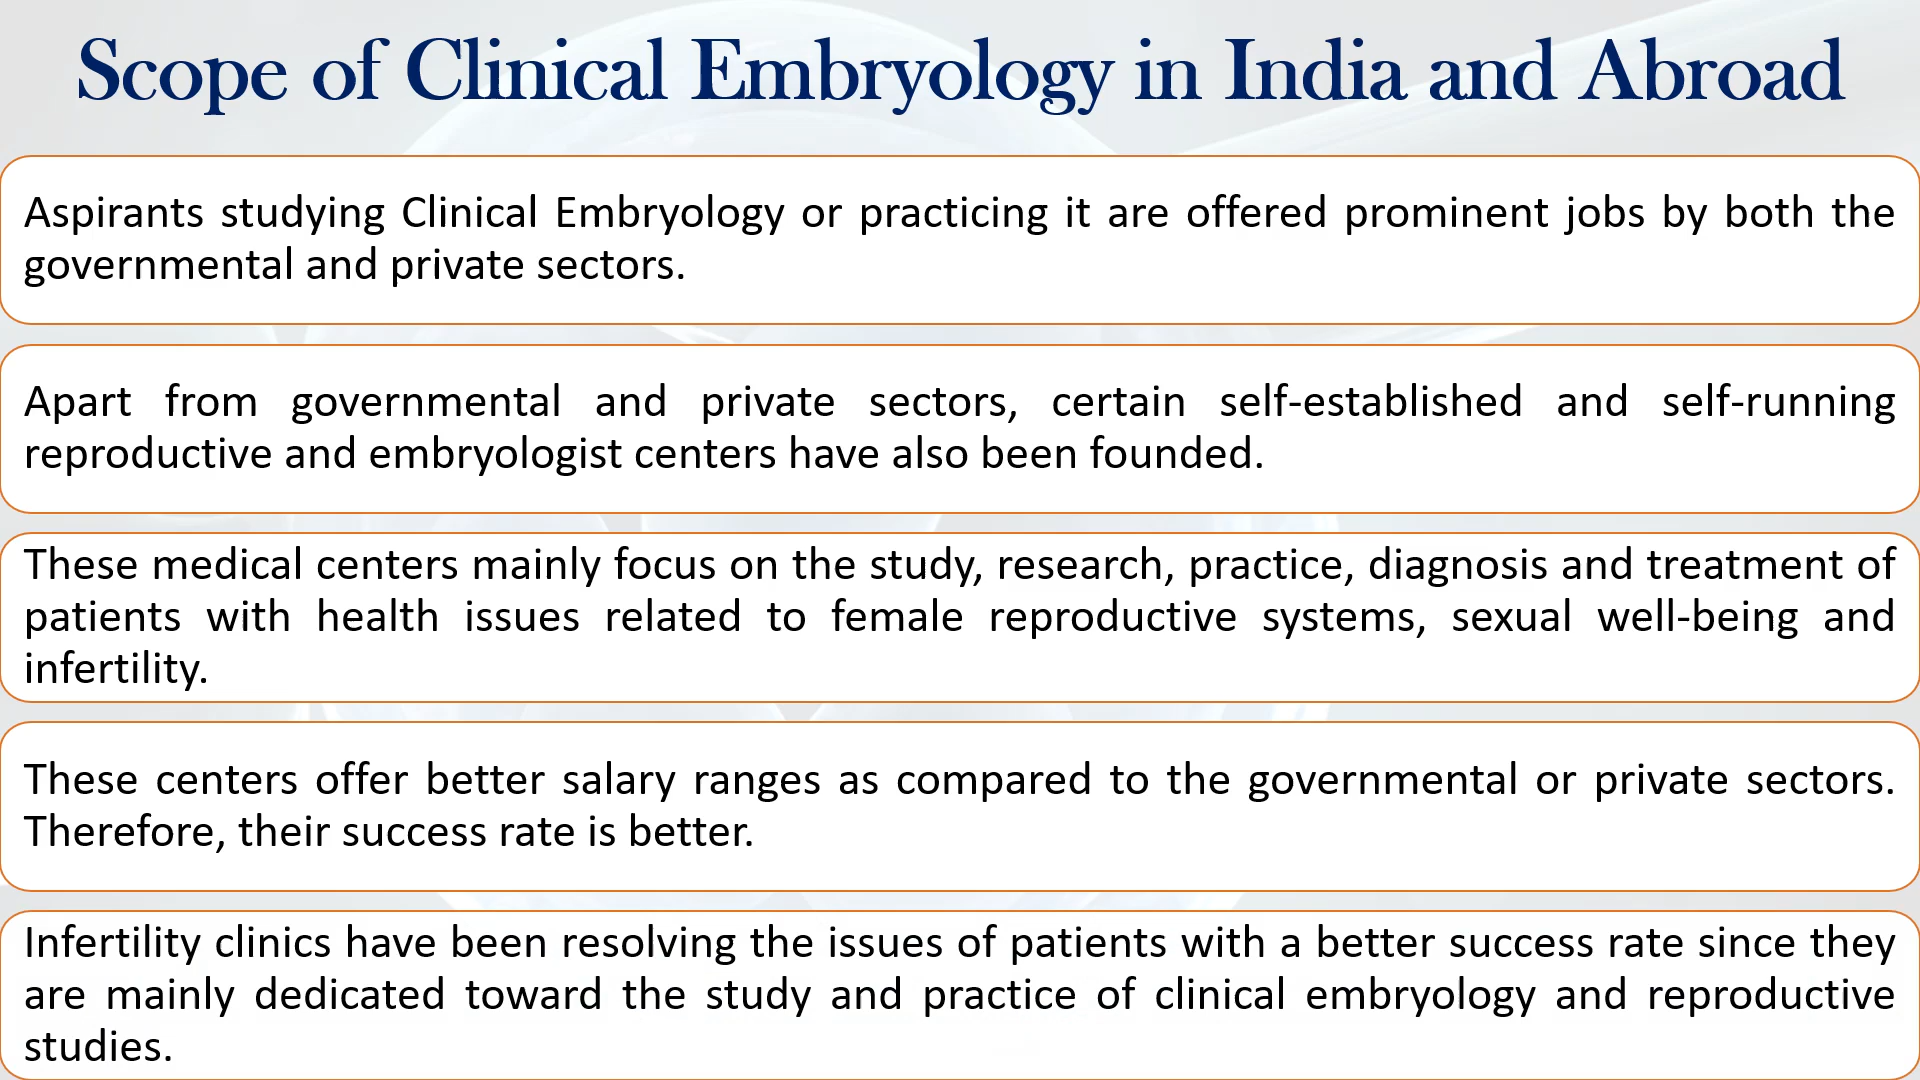 Scope of Clinical Embryology in India and Abroad
Aspirants studying Clinical Embryology or practicing it are offered prominent jobs by both the
governmental and private sectors.
Apart from governmental and private sectors, certain self-established and self-running
reproductive and embryologist centers have also been founded.
These medical centers mainly focus on the study, research, practice, diagnosis and treatment of
patients with health issues related to female reproductive systems, sexual well-being and
infertility.
These centers offer better salary ranges as compared to the governmental or private sectors.
Therefore, their success rate is better.
Infertility clinics have been resolving the issues of patients with a better success rate since they
are mainly dedicated toward the study and practice of clinical embryology and reproductive
studies.